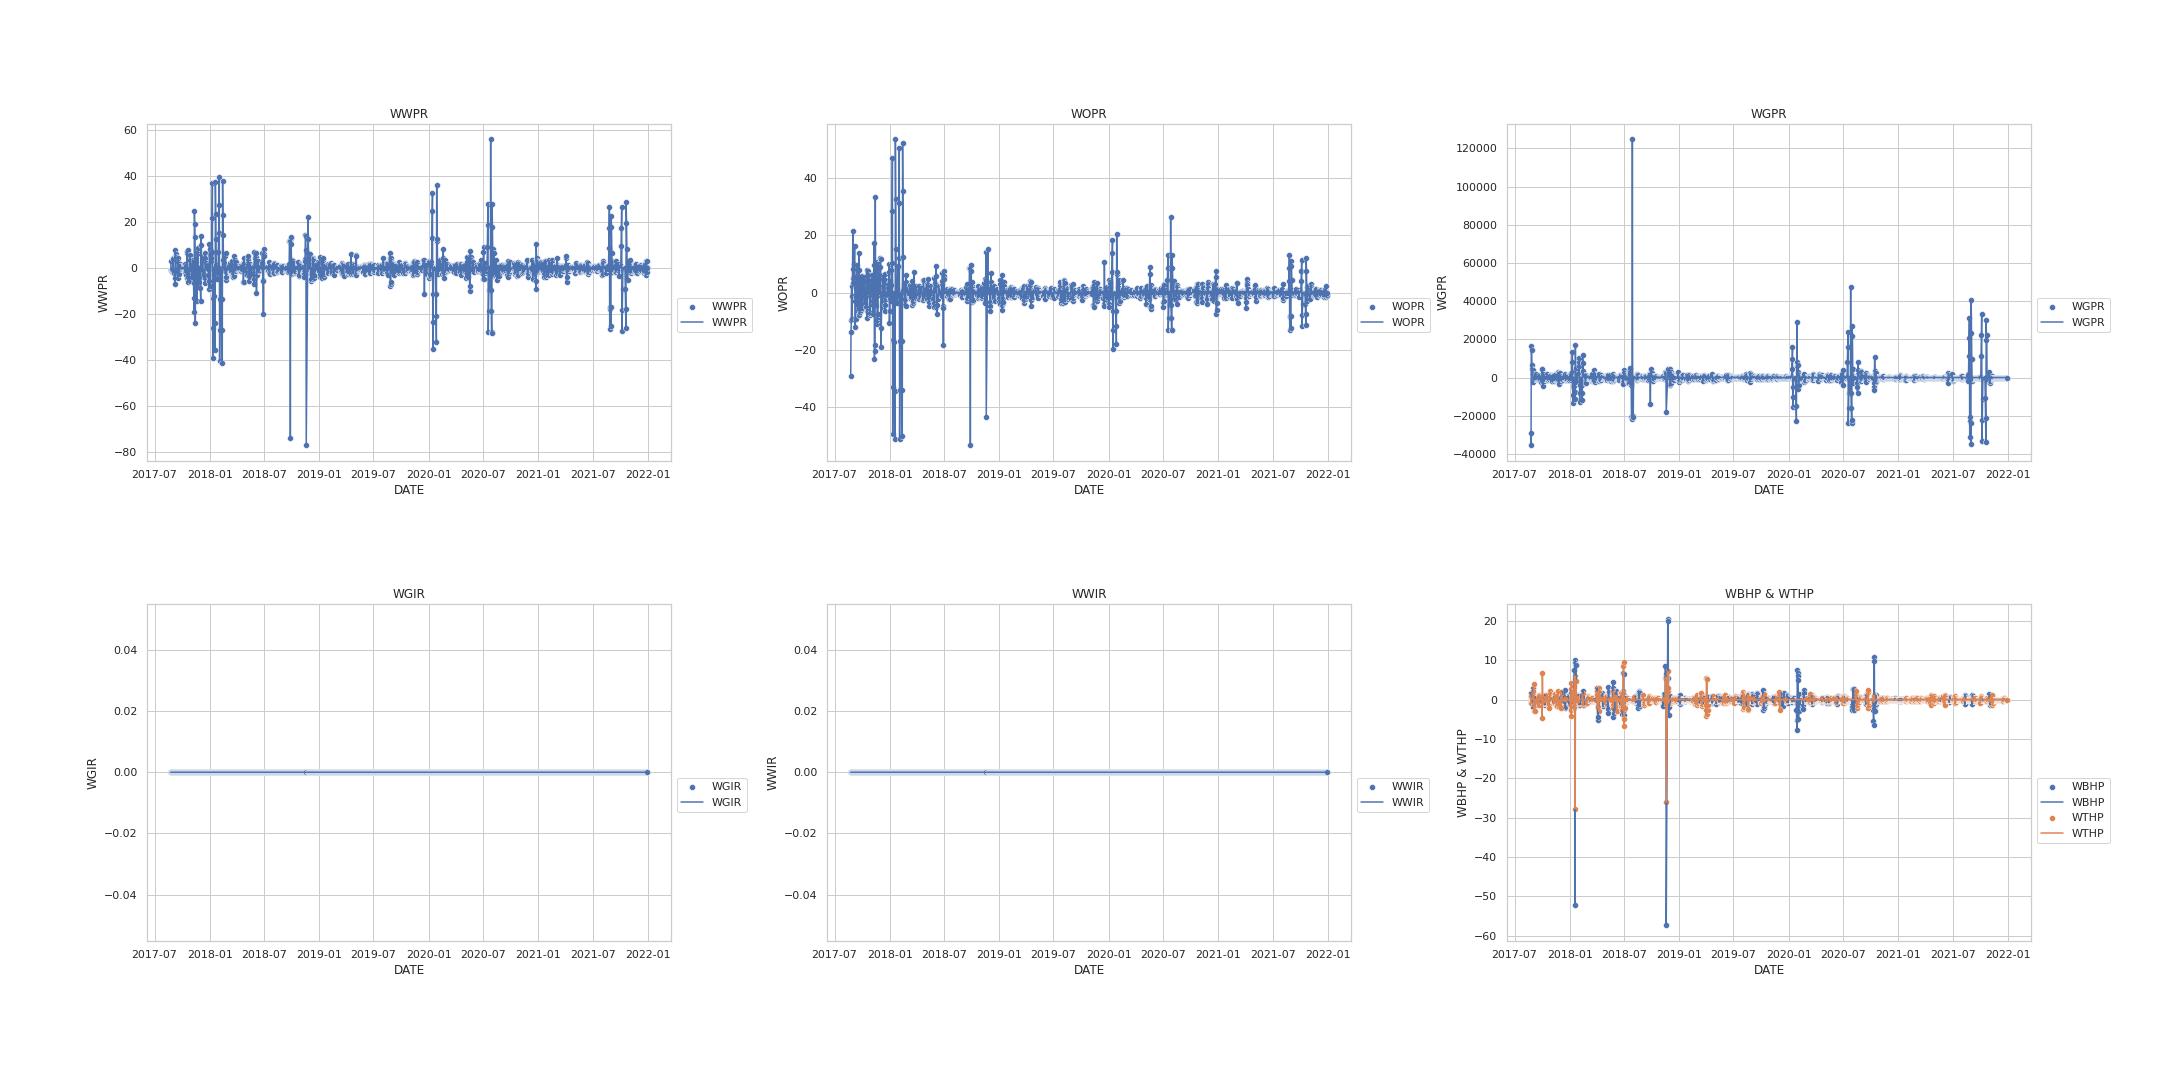 WWPR
WOPR
WGPR
60
40
20
0
−20
−40
−60
−80
WWPR
2017-07 2018-01 2018-07 2019-01 2019-07 2020-01 2020-07 2021-01 2021-07 2022-01
DATE
WWPR
WWPR
40
20
0
−20
−40
WOPR
2017-07 2018-01 2018-07 2019-01 2019-07 2020-01 2020-07 2021-01 2021-07 2022-01
DATE
WOPR
WOPR
120000
100000
80000
60000
40000
20000
0
−20000
−40000
WGPR
2017-07 2018-01 2018-07 2019-01 2019-07 2020-01 2020-07 2021-01 2021-07 2022-01
DATE
WGPR
WGPR
WGIR
WWIR
WBHP & WTHP
0.04
0.02
0.00
−0.02
−0.04
WGIR
2017-07 2018-01 2018-07 2019-01 2019-07 2020-01 2020-07 2021-01 2021-07 2022-01
DATE
WGIR
WGIR
0.04
0.02
0.00
−0.02
−0.04
WWIR
2017-07 2018-01 2018-07 2019-01 2019-07 2020-01 2020-07 2021-01 2021-07 2022-01
DATE
WWIR
WWIR
20
10
0
−10
−20
−30
−40
−50
−60
WBHP & WTHP
2017-07 2018-01 2018-07 2019-01 2019-07 2020-01 2020-07 2021-01 2021-07 2022-01
DATE
WBHP
WBHP
WTHP
WTHP